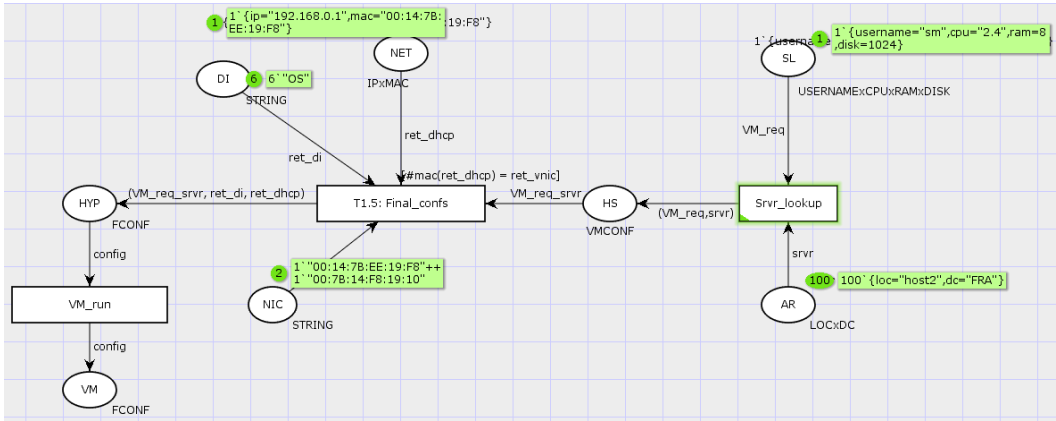 1
1`{ip="192.168.0.1",mac="00:14:7B:
EE:19:F8"}
:19:F8"}
NET
IPxMAC
DI
6
6`"OS"
STRING
1`{userna
1
1`{username="sm",cpu="2.4",ram=8
,disk=1024}
}
SL
USERNAMExCPUxRAMxDISK
ret_dhcp
VM_req
ret_di
[#mac(ret_dhcp) = ret_vnic]
(VM_req_srvr, ret_di, ret_dhcp)
VM_req_srvr
HYP
FCONF
T1.5: Final_confs
HS
VMCONF
(VM_req,srvr)
Srvr_lookup
config
srvr
2
1`"00:14:7B:EE:19:F8"++
1`"00:7B:14:F8:19:10"
NIC
STRING
100
100`{loc="host2",dc="FRA"}
AR
LOCxDC
VM_run
config
VM
FCONF